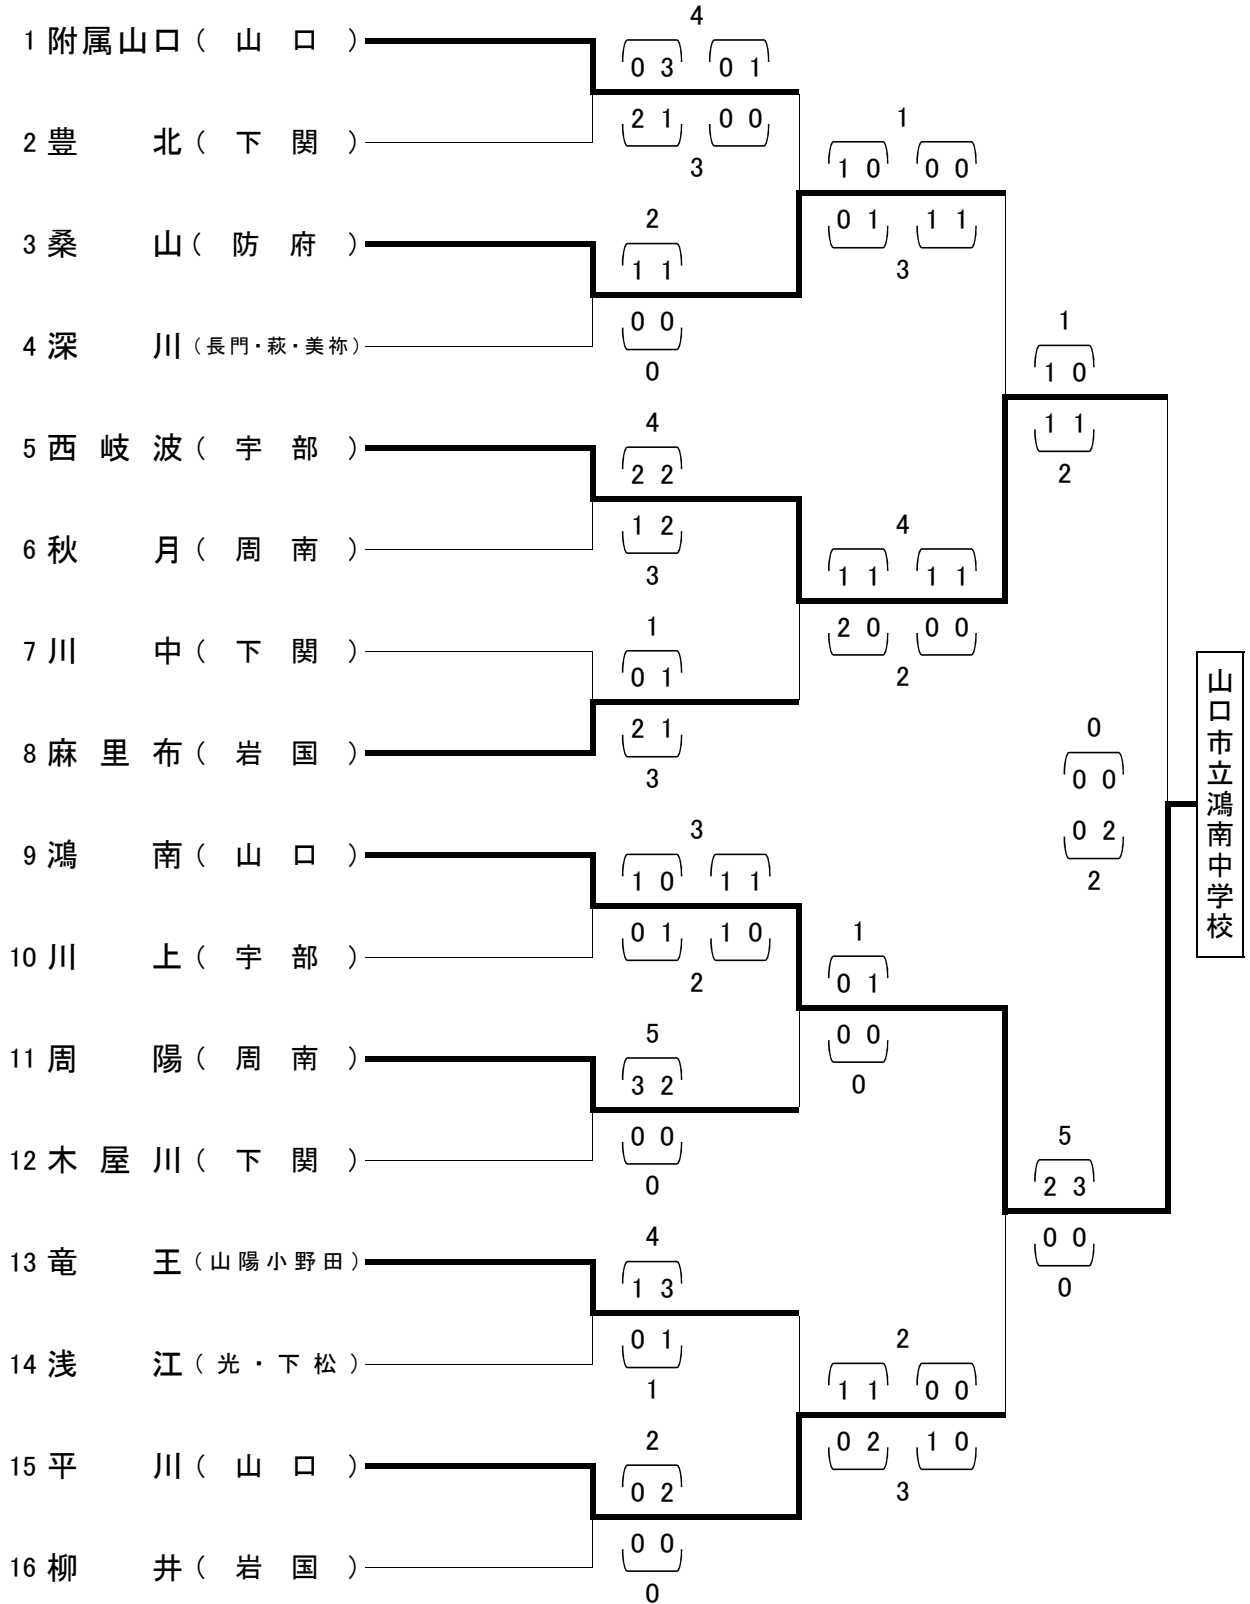 4
1 附属山口 ( 山 口 )
0 3 0 1
2 1 0 0
3
2 豊 北 ( 下 関 )
1
1 0 0 0
0 1 1 1
3
3 桑 山 ( 防 府 )
2
1 1
0 0
0
4 深 川 (長門・萩・美祢)
1
1 0
1 1
2
5 西 岐 波 ( 宇 部 )
4
2 2
1 2
3
6 秋 月 ( 周 南 )
4
1 1 1 1
2 0 0 0
2
7 川 中 ( 下 関 )
1
0 1
2 1
3
8 麻 里 布 ( 岩 国 )
0
0 0
0 2
2
山口市立鴻南中学校
9 鴻 南 ( 山 口 )
3
1 0 1 1
0 1 1 0
2
10 川 上 ( 宇 部 )
1
0 1
0 0
0
11 周 陽 ( 周 南 )
5
3 2
0 0
0
12 木 屋 川 ( 下 関 )
5
2 3
0 0
0
13 竜 王 (山陽小野田)
4
1 3
0 1
1
14 浅 江 ( 光 ・ 下 松 )
2
1 1 0 0
0 2 1 0
3
15 平 川 ( 山 口 )
2
0 2
0 0
0
16 柳 井 ( 岩 国 )